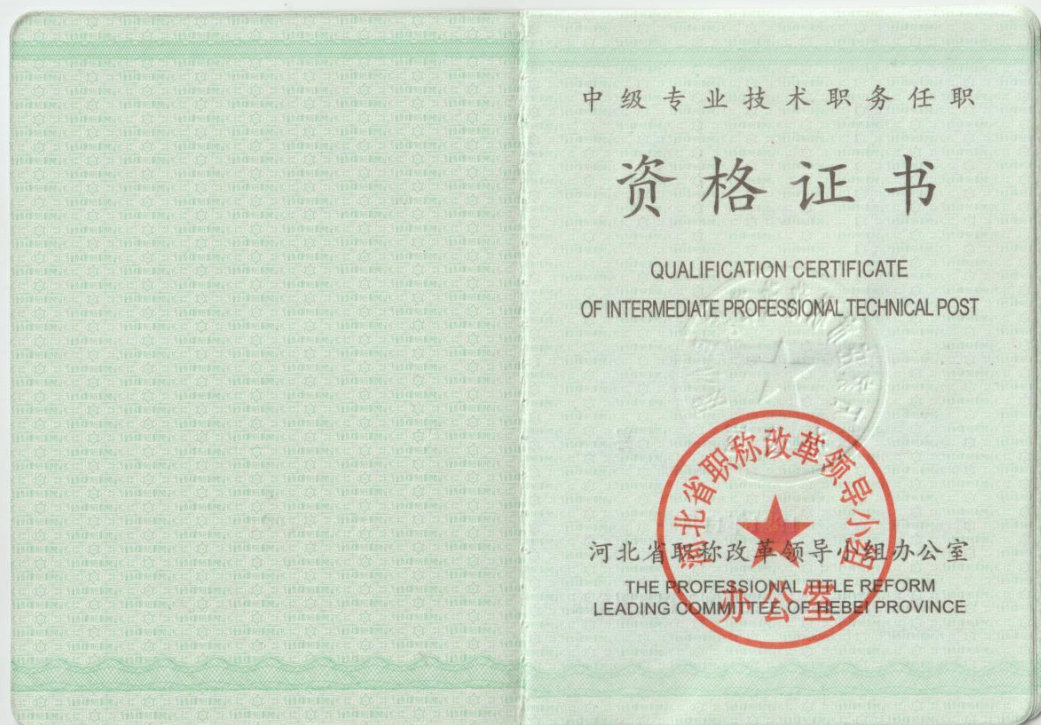 中级专业技术职务任职
资格证书
QUALIFICATION CERTIFICATE
OF INTERMEDIATE PROFESSIONAL TECHNICAL POST
河北省职称改革领导小组
办公室
河北省职称改革领导小组办公室
THE PROFESSIONAL TITLE REFORM
LEADING COMMITTEE OF HEBEI PROVINCE